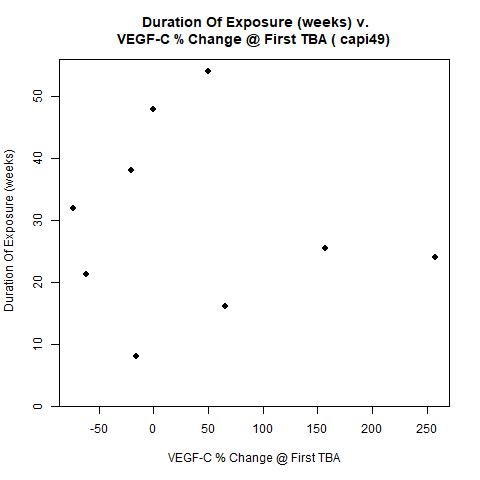 Duration Of Exposure (weeks) v.
VEGF-C % Change @ First TBA ( capi49)
Duration Of Exposure (weeks)
50
40
30
20
10
0
-50 0 50 100 150 200 250
VEGF-C % Change @ First TBA